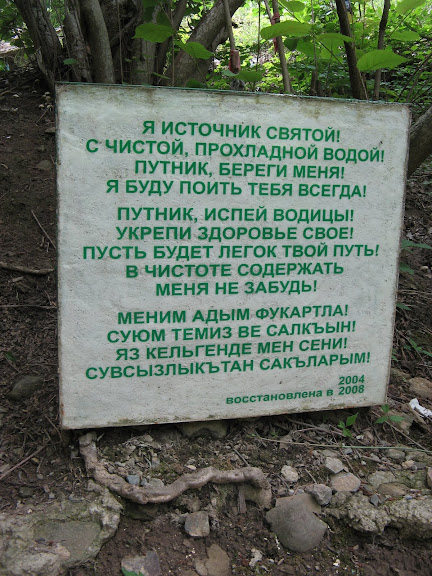 Я ИСТОЧНИК СВЯТОЙ!
С ЧИСТОЙ, ПРОХЛАДНОЙ ВОДОЙ!
ПУТНИК, БЕРЕГИ МЕНЯ!
Я БУДУ ПОИТЬ ТЕБЯ ВСЕГДА!
ПУТНИК, ИСПЕЙ ВОДИЦЫ!
УКРЕПИ ЗДОРОВЬЕ СВОЕ!
ПУСТЬ БУДЕТ ЛЕГОК ТВОЙ ПУТЬ!
В ЧИСТОТЕ СОДЕРЖАТЬ
МЕНЯ НЕ ЗАБУДЬ!
МЕНИМ АДЫМ ФУКАРТЛА!
СУЮМ ТЕМИЗ ВЕ САЛКЪЫН!
ЯЗ КЕЛЬГЕНДЕ МЕН СЕНИ!
СУВСЫЗЛЫКЪТАН САКЪЛАРЫМ!
2004
восстановлена в 2008